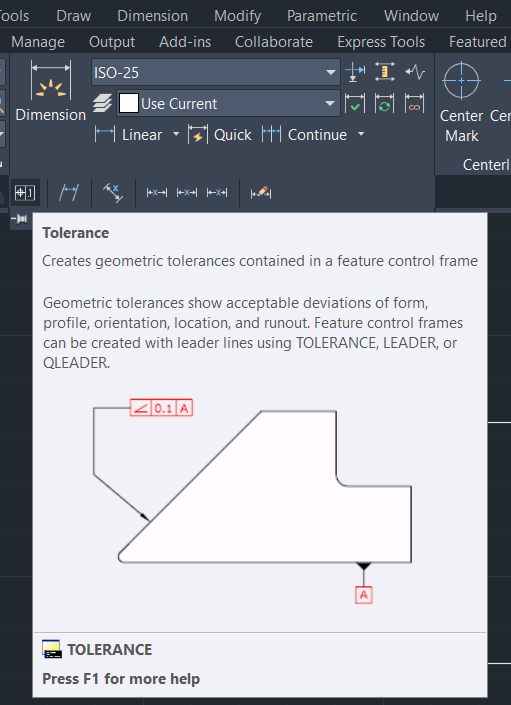 Tools Draw Dimension Modify Parametric Window Help
Manage Output Add-ins Collaborate Express Tools Featured
ISO-25
Use Current
Dimension
Center
Mark
Linear Quick Continue
Tolerance
Creates geometric tolerances contained in a feature control frame
Geometric tolerances show acceptable deviations of form,
profile, orientation, location, and runout. Feature control frames
can be created with leader lines using TOLERANCE, LEADER, or
QLEADER.
∠ 0.1 A
A
TOLERANCE
Press F1 for more help